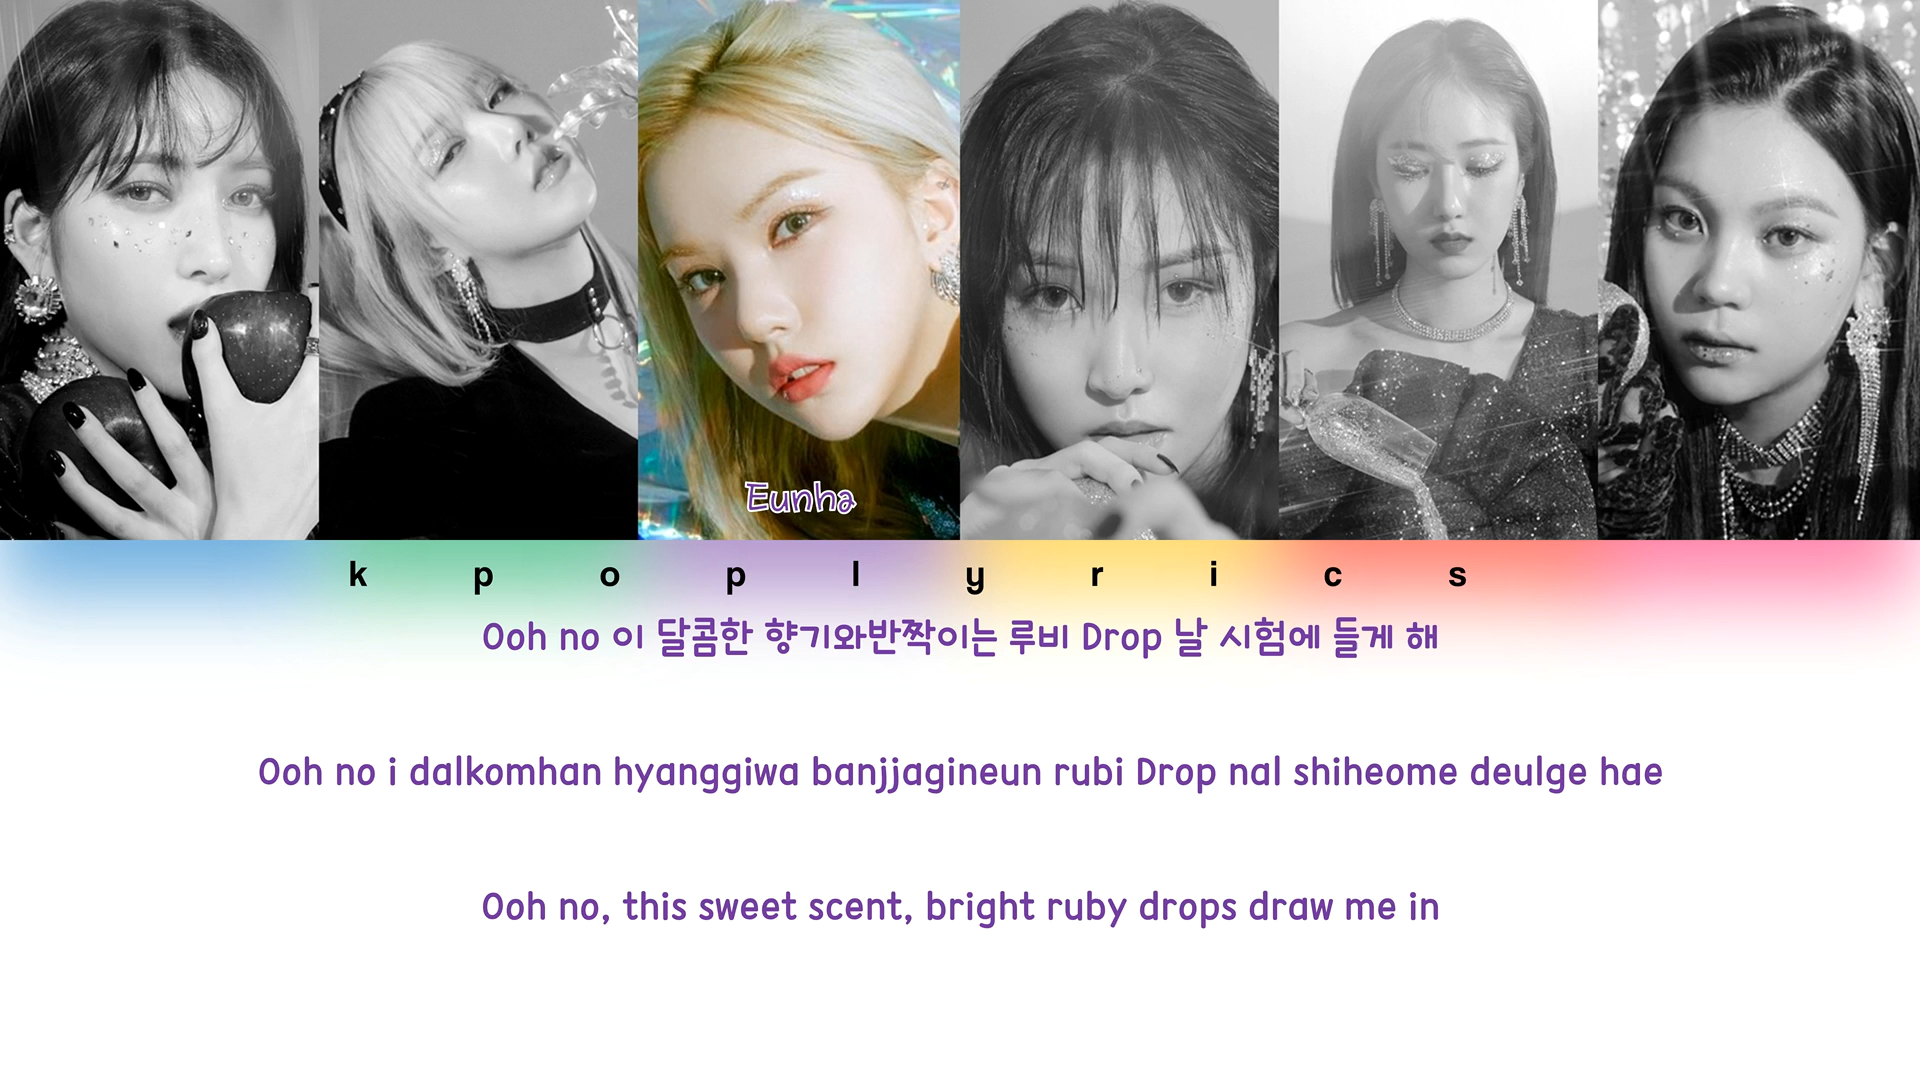 Eunha
k p o p l y r i c s
Ooh no 이 달콤한 향기와반짝이는 루비 Drop 날 시험에 들게 해
Ooh no i dalkomhan hyanggiwa banjjagineun rubi Drop nal shiheome deulge hae
Ooh no, this sweet scent, bright ruby drops draw me in